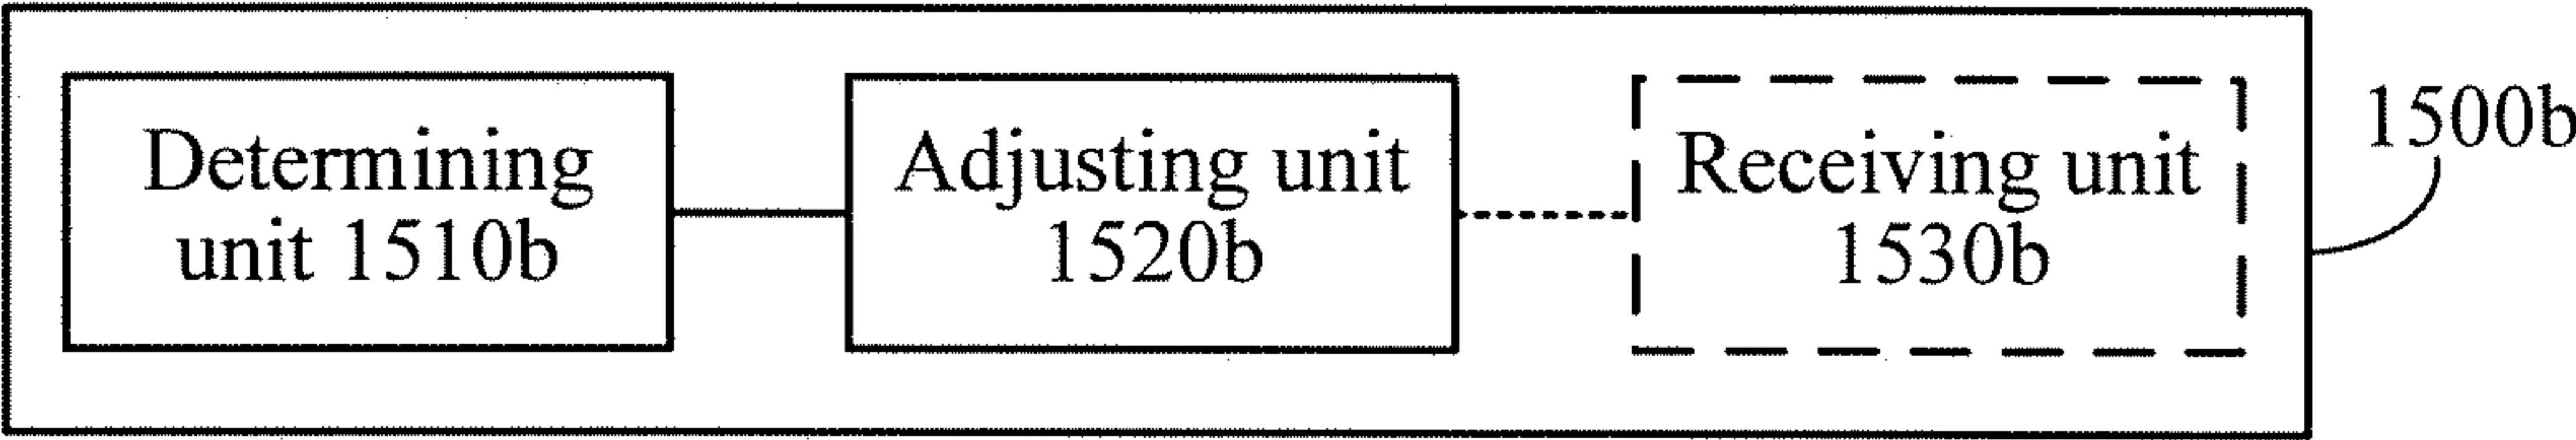 Determining
unit 1510b
Adjusting unit
1520b
Receiving unit
1530b
1500b